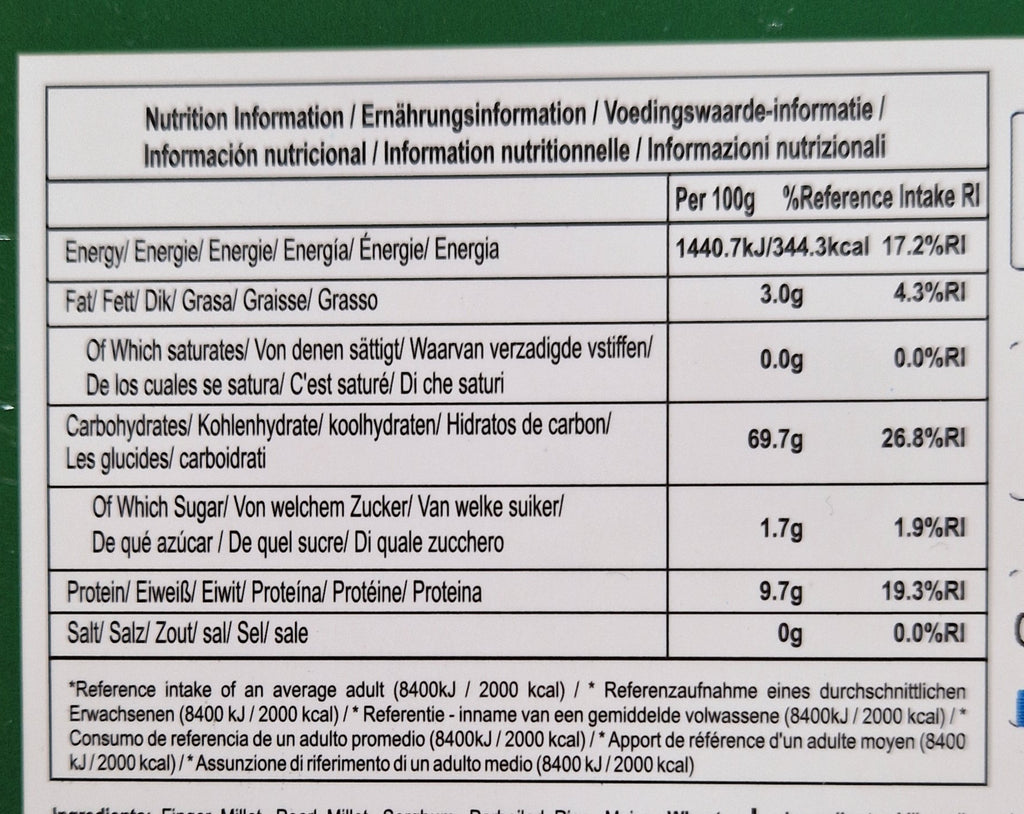 Nutrition Information / Ernährungsinformation / Voedingswaarde-informatie /
Información nutricional / Information nutritionnelle / Informazioni nutrizionali
Per 100g %Reference Intake RI
Energy/ Energie/ Energie/ Energía/ Énergie/ Energia 1440.7kJ/344.3kcal 17.2%RI
Fat/ Fett/ Dik/ Grasa/ Graisse/ Grasso 3.0g 4.3%RI
Of Which saturates/ Von denen sättigt/ Waarvan verzadigde vstiffen/
De los cuales se satura/ C'est saturé/ Di che saturi 0.0g 0.0%RI
Carbohydrates/ Kohlenhydrate/ koolhydraten/ Hidratos de carbon/
Les glucides/ carboidrati 69.7g 26.8%RI
Of Which Sugar/ Von welchem Zucker/ Van welke suiker/
De qué azúcar / De quel sucre/ Di quale zucchero 1.7g 1.9%RI
Protein/ Eiweiß/ Eiwit/ Proteína/ Protéine/ Proteina 9.7g 19.3%RI
Salt/ Salz/ Zout/ sal/ Sel/ sale 0g 0.0%RI
*Reference intake of an average adult (8400kJ / 2000 kcal) / * Referenzaufnahme eines durchschnittlichen
Erwachsenen (8400 kJ / 2000 kcal) / * Referentie - inname van een gemiddelde volwassene (8400kJ / 2000 kcal) / *
Consumo de referencia de un adulto promedio (8400kJ / 2000 kcal) / * Apport de référence d'un adulte moyen (8400
kJ / 2000 kcal) / * Assunzione di riferimento di un adulto medio (8400 kJ / 2000 kcal)